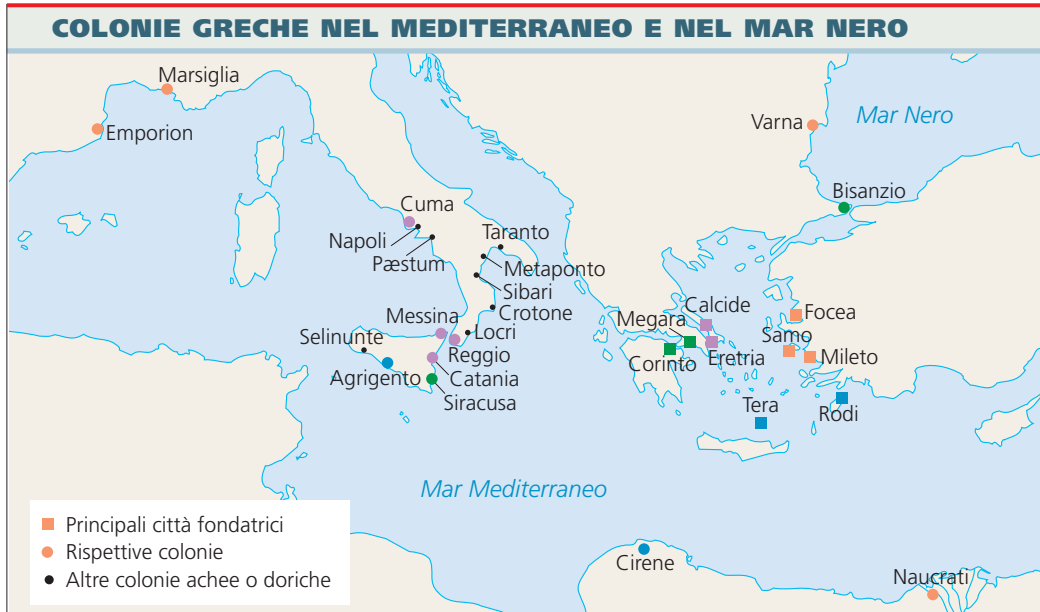 COLONIE GRECHE NEL MEDITERRANEO E NEL MAR NERO
Marsiglia
Emporion
Varna
Mar Nero
Bisanzio
Cuma
Napoli
Pæstum
Taranto
Metaponto
Sibari
Crotone
Messina
Locri
Selinunte
Reggio
Agrigento
Catania
Siracusa
Calcide
Megara
Corinto
Eretria
Focea
Samo
Mileto
Tera
Rodi
Mar Mediterraneo
Cirene
Naucrati
Principali città fondatrici
Rispettive colonie
Altre colonie achee o doriche